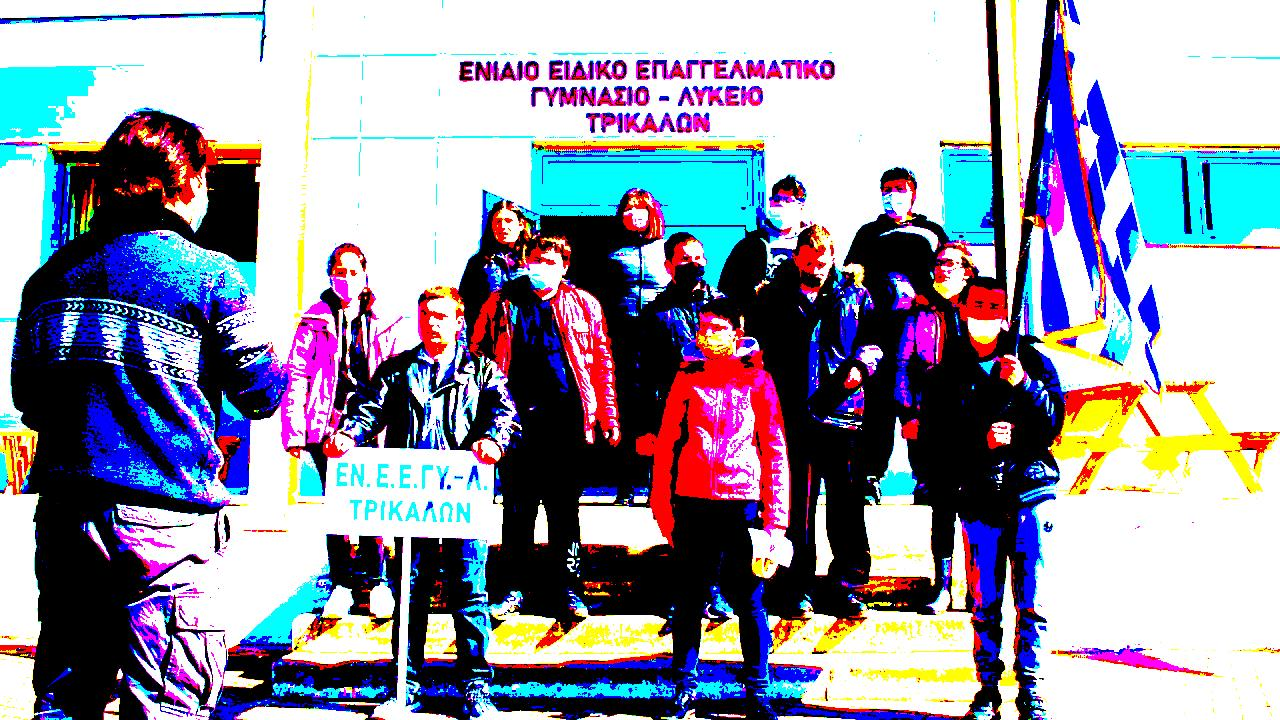 ΕΝΙΑΙΟ ΕΙΔΙΚΟ ΕΠΑΓΓΕΛΜΑΤΙΚΟ
ΓΥΜΝΑΣΙΟ - ΛΥΚΕΙΟ
ΤΡΙΚΑΛΩΝ
ΕΝ.Ε.Ε.ΓΥ.-Λ.
ΤΡΙΚΑΛΩΝ